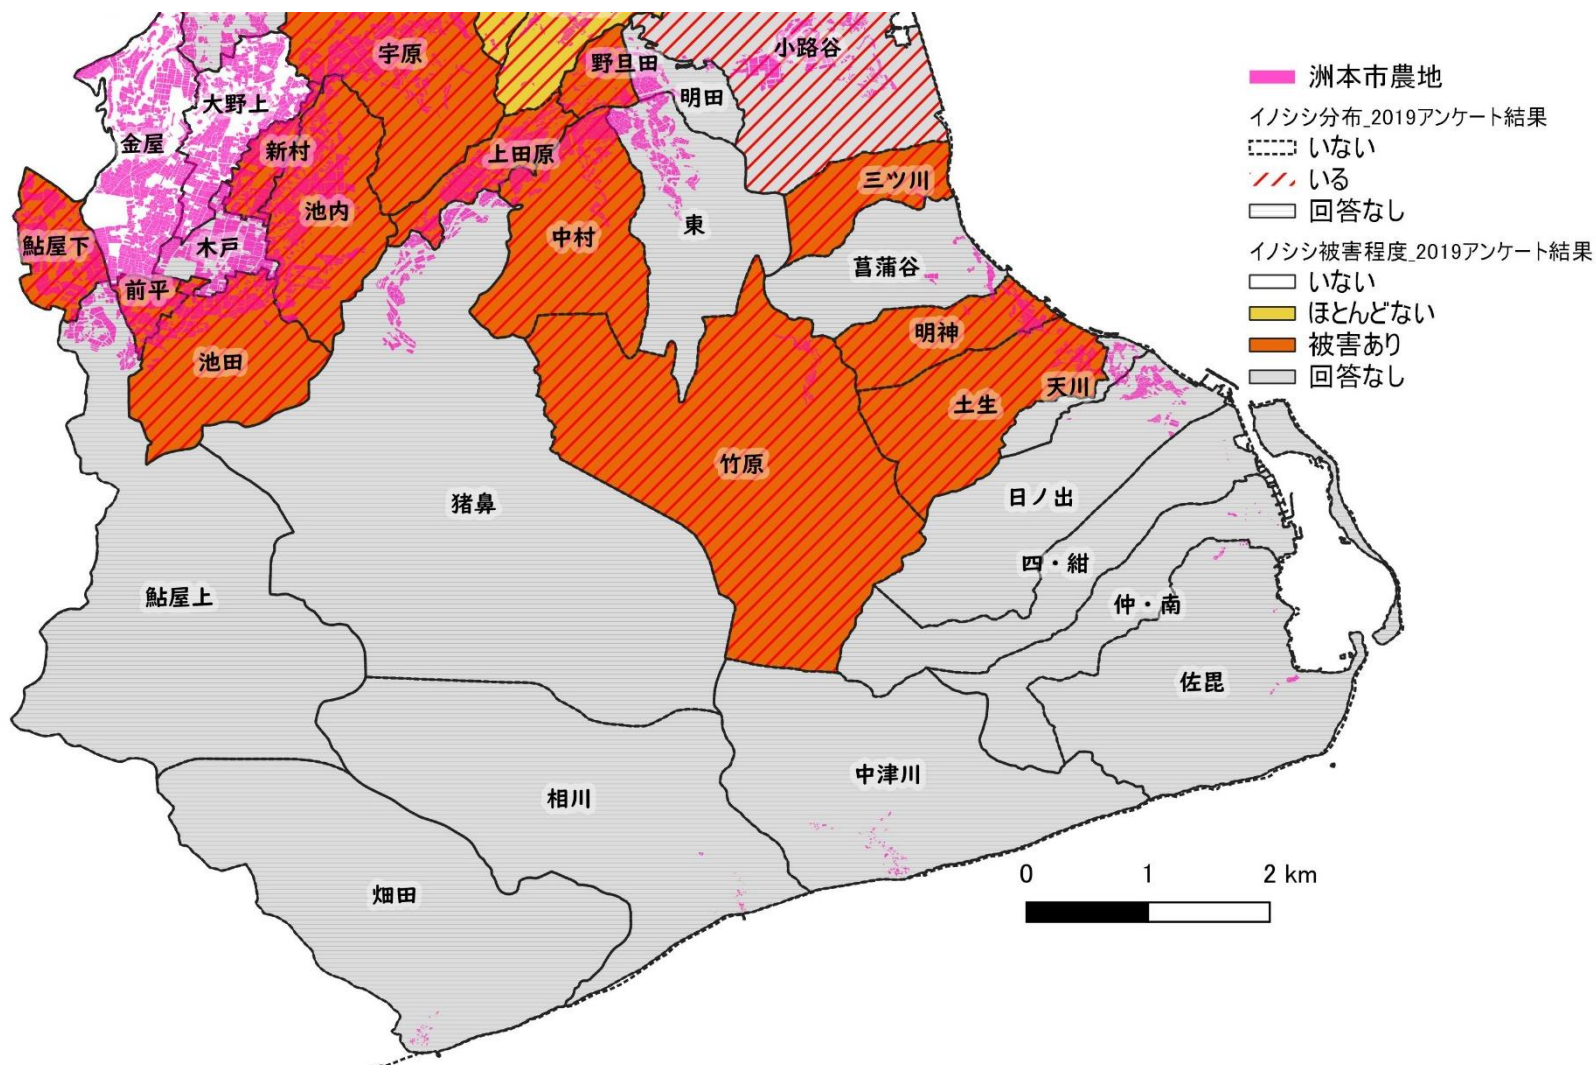 宇原
小路谷
野旦田
大野上
明田
金屋
新村
上田原
三ツ川
池内
中村
東
鮎屋下
木戸
菖蒲谷
前平
明神
池田
天川
土生
竹原
猪鼻
日ノ出
四・紺
鮎屋上
仲・南
佐毘
中津川
相川
畑田
洲本市農地
イノシシ分布_2019アンケート結果
いない
いる
回答なし
イノシシ被害程度_2019アンケート結果
いない
ほとんどない
被害あり
回答なし
0 1 2 km